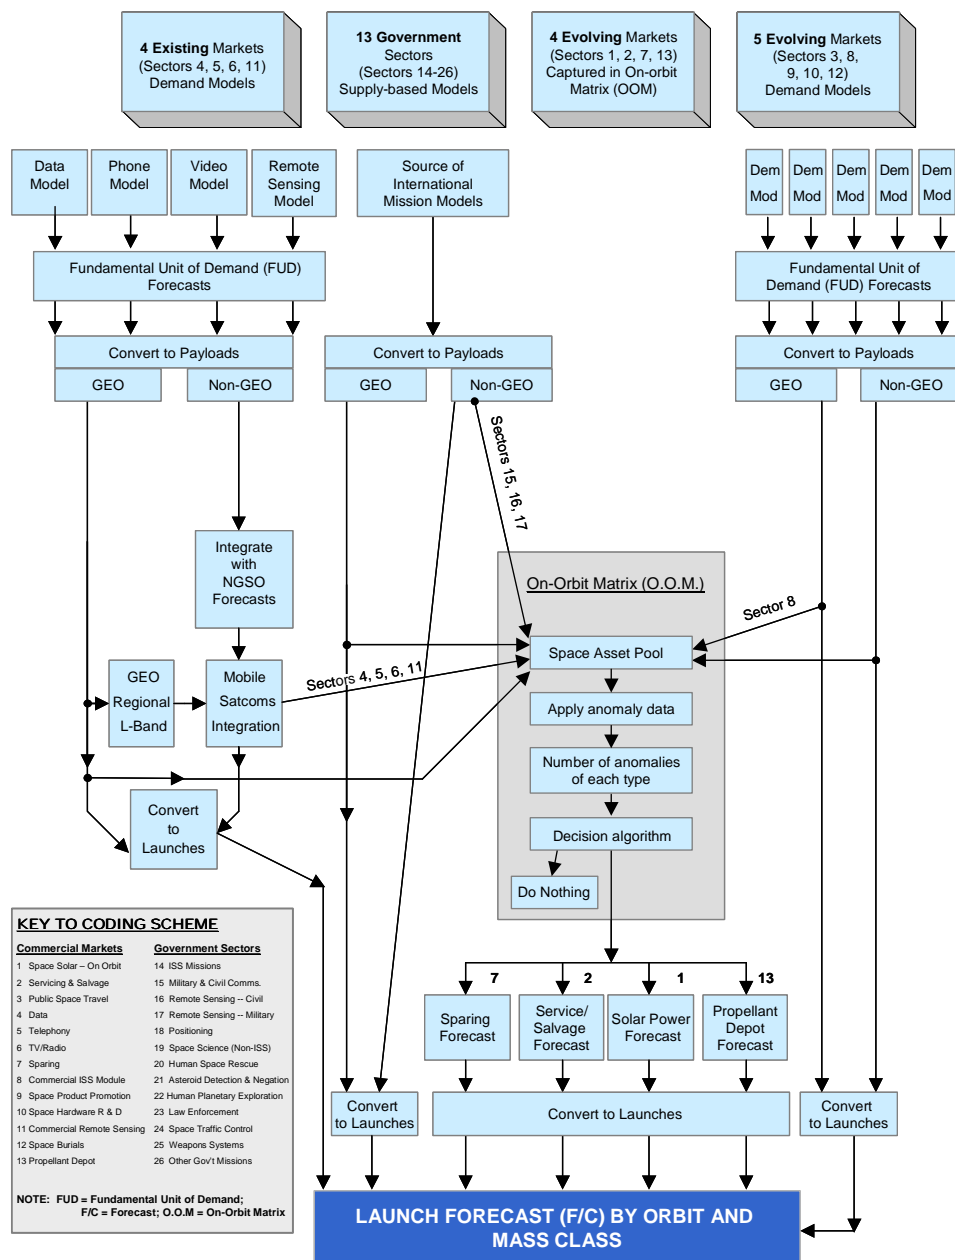 4 Existing Markets
(Sectors 4, 5, 6, 11)
Demand Models
13 Government
Sectors
(Sectors 14-26)
Supply-based Models
4 Evolving Markets
(Sectors 1, 2, 7, 13)
Captured in On-orbit
Matrix (OOM)
5 Evolving Markets
(Sectors 3, 8,
9, 10, 12)
Demand Models
Data
Model
Phone
Model
Video
Model
Remote
Sensing
Model
Source of
International
Mission Models
Dem
Mod
Dem
Mod
Dem
Mod
Dem
Mod
Dem
Mod
Fundamental Unit of Demand (FUD)
Forecasts
Fundamental Unit of
Demand (FUD) Forecasts
Convert to Payloads
GEO
Non-GEO
Convert to Payloads
GEO
Non-GEO
Convert to Payloads
GEO
Non-GEO
Sectors 15, 16, 17
Integrate
with
NGSO
Forecasts
On-Orbit Matrix (O.O.M.)
Sector 8
Space Asset Pool
Sectors 4, 5, 6, 11
GEO
Regional
L-Band
Mobile
Satcoms
Integration
Apply anomaly data
Number of anomalies
of each type
Convert
to
Launches
Decision algorithm
Do Nothing
KEY TO CODING SCHEME
Commercial Markets
1 Space Solar – On Orbit
2 Servicing & Salvage
3 Public Space Travel
4 Data
5 Telephony
6 TV/Radio
7 Sparing
8 Commercial ISS Module
9 Space Product Promotion
10 Space Hardware R & D
11 Commercial Remote Sensing
12 Space Burials
13 Propellant Depot
Government Sectors
14 ISS Missions
15 Military & Civil Comms.
16 Remote Sensing -- Civil
17 Remote Sensing -- Military
18 Positioning
19 Space Science (Non-ISS)
20 Human Space Rescue
21 Asteroid Detection & Negation
22 Human Planetary Exploration
23 Law Enforcement
24 Space Traffic Control
25 Weapons Systems
26 Other Gov't Missions
NOTE: FUD = Fundamental Unit of Demand;
F/C = Forecast; O.O.M = On-Orbit Matrix
7
2
1
13
Sparing
Forecast
Service/
Salvage
Forecast
Solar Power
Forecast
Propellant
Depot
Forecast
Convert
to Launches
Convert to Launches
Convert
to Launches
LAUNCH FORECAST (F/C) BY ORBIT AND
MASS CLASS